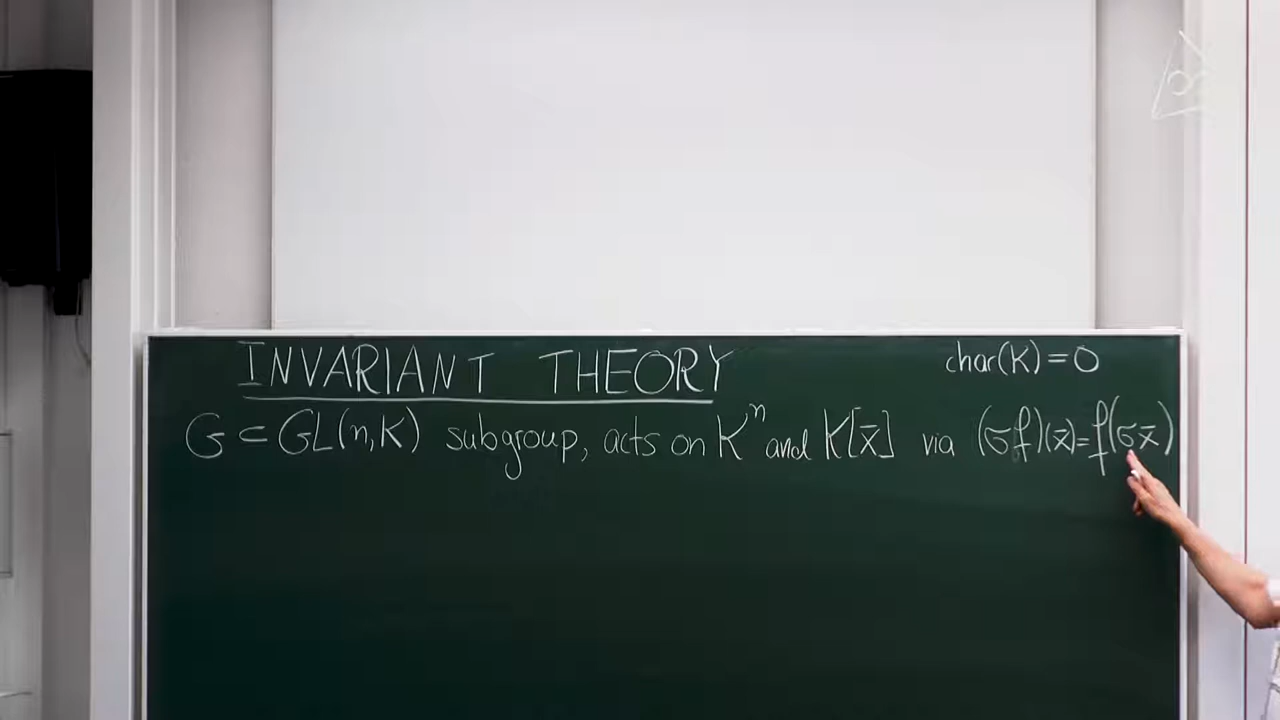 INVARIANT THEORY
char(K) = 0
G ⊂ GL(n,K) subgroup, acts on Kⁿ and K[x̄] via (σf)(x̄) = f(σx̄)